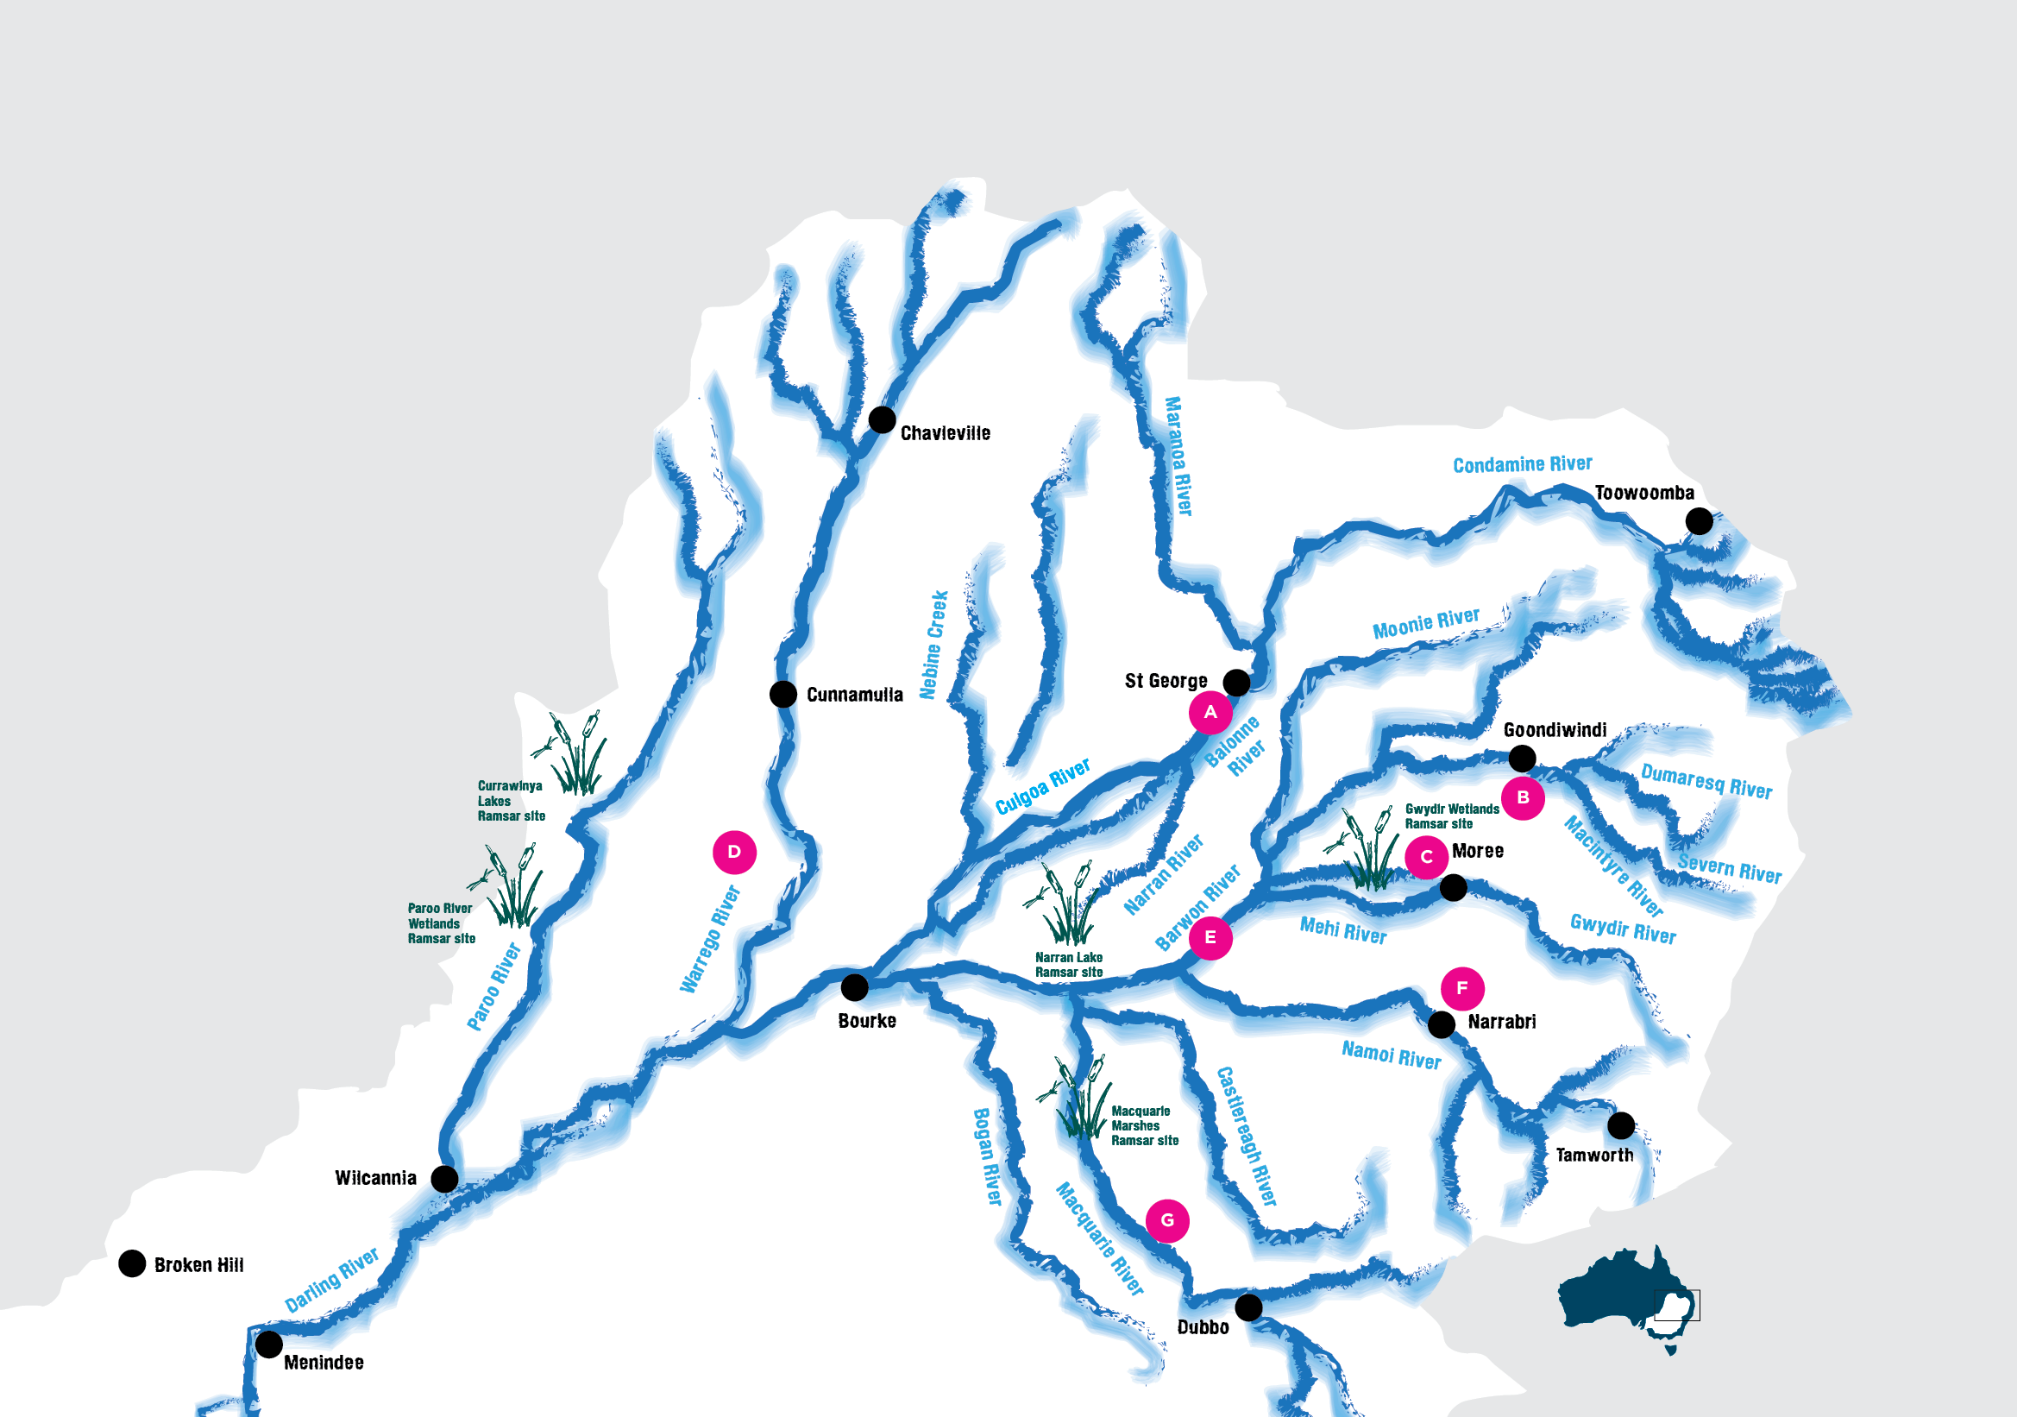 Chavleville
Maranoa River
Condamine River
Toowoomba
Nebine Creek
Moonie River
St George
Cunnamulla
A
Balonne
River
Goondiwindi
Culgoa River
Dumaresq River
B
Currawinya
Lakes
Ramsar site
Gwydir Wetlands
Ramsar site
Macintyre River
D
C
Moree
Severn River
Narran River
Paroo River
Wetlands
Ramsar site
Barwon River
Warrego River
E
Mehi River
Gwydir River
Paroo River
Narran Lake
Ramsar site
F
Bourke
Narrabri
Namoi River
Castlereagh River
Bogan River
Macquarie
Marshes
Ramsar site
Tamworth
Wilcannia
Macquarie River
G
Broken Hill
Darling River
Dubbo
Menindee